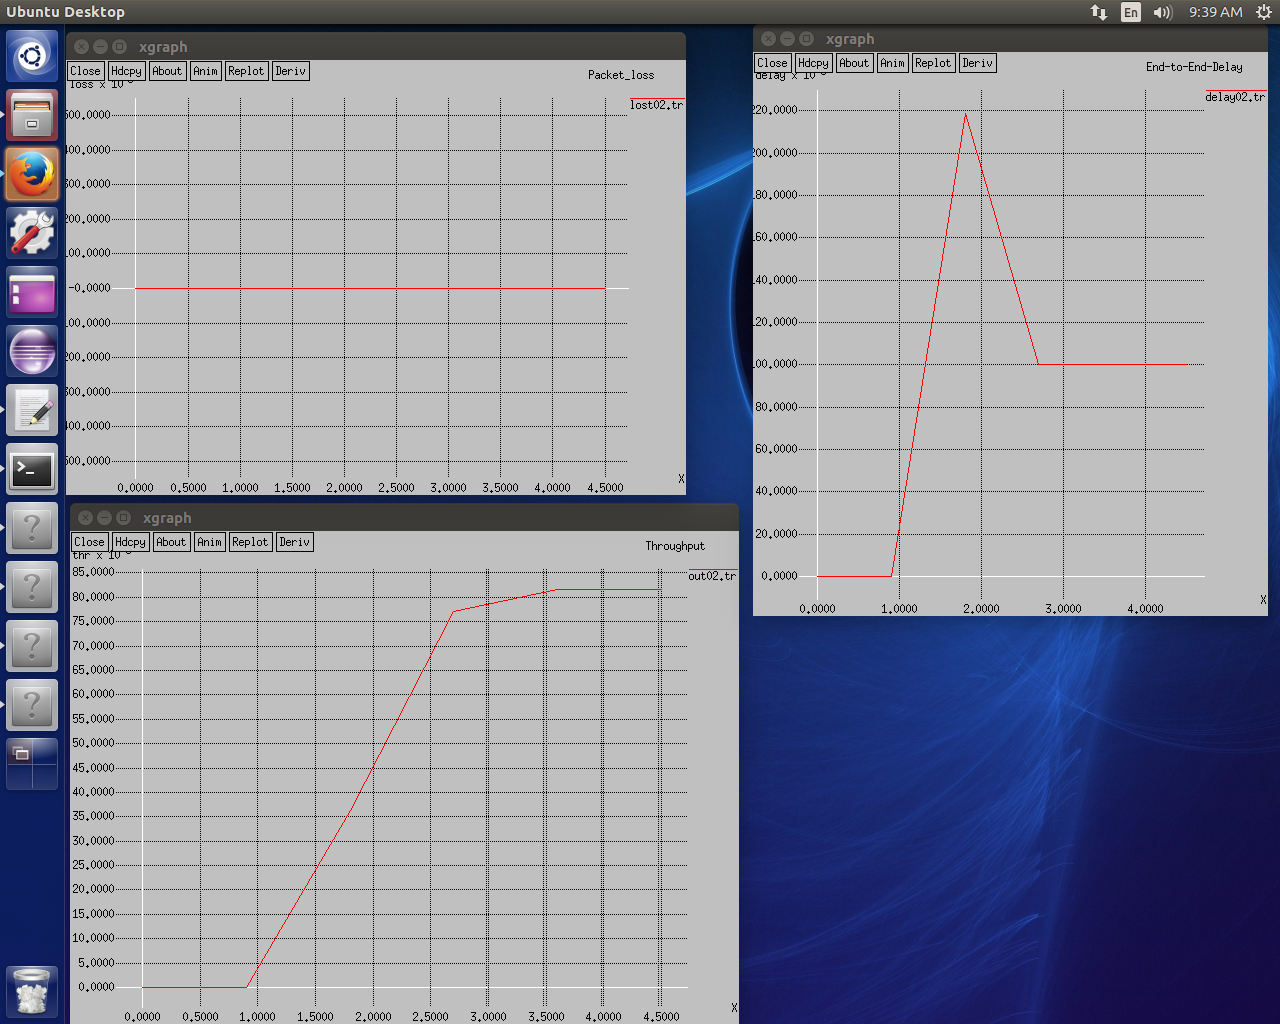 Ubuntu Desktop
En
9:39 AM
xgraph
Close Hdcpy About Anim Replot Deriv
Packet_loss
loss x 10
lost02.tr
00.0000
00.0000
00.0000
200.0000
100.0000
-0.0000
100.0000
200.0000
00.0000
400.0000
00.0000
X
0.0000 0.5000 1.0000 1.5000 2.0000 2.5000 3.0000 3.5000 4.0000 4.5000
xgraph
Close Hdcpy About Anim Replot Deriv
End-to-End-Delay
delay x 10
delay02.tr
220.0000
200.0000
180.0000
160.0000
140.0000
120.0000
100.0000
80.0000
60.0000
40.0000
20.0000
0.0000
X
0.0000 1.0000 2.0000 3.0000 4.0000
xgraph
Close Hdcpy About Anim Replot Deriv
Throughput
thr x 10
out02.tr
85.0000
80.0000
75.0000
70.0000
65.0000
60.0000
55.0000
50.0000
45.0000
40.0000
35.0000
30.0000
25.0000
20.0000
15.0000
10.0000
5.0000
0.0000
X
0.0000 0.5000 1.0000 1.5000 2.0000 2.5000 3.0000 3.5000 4.0000 4.5000